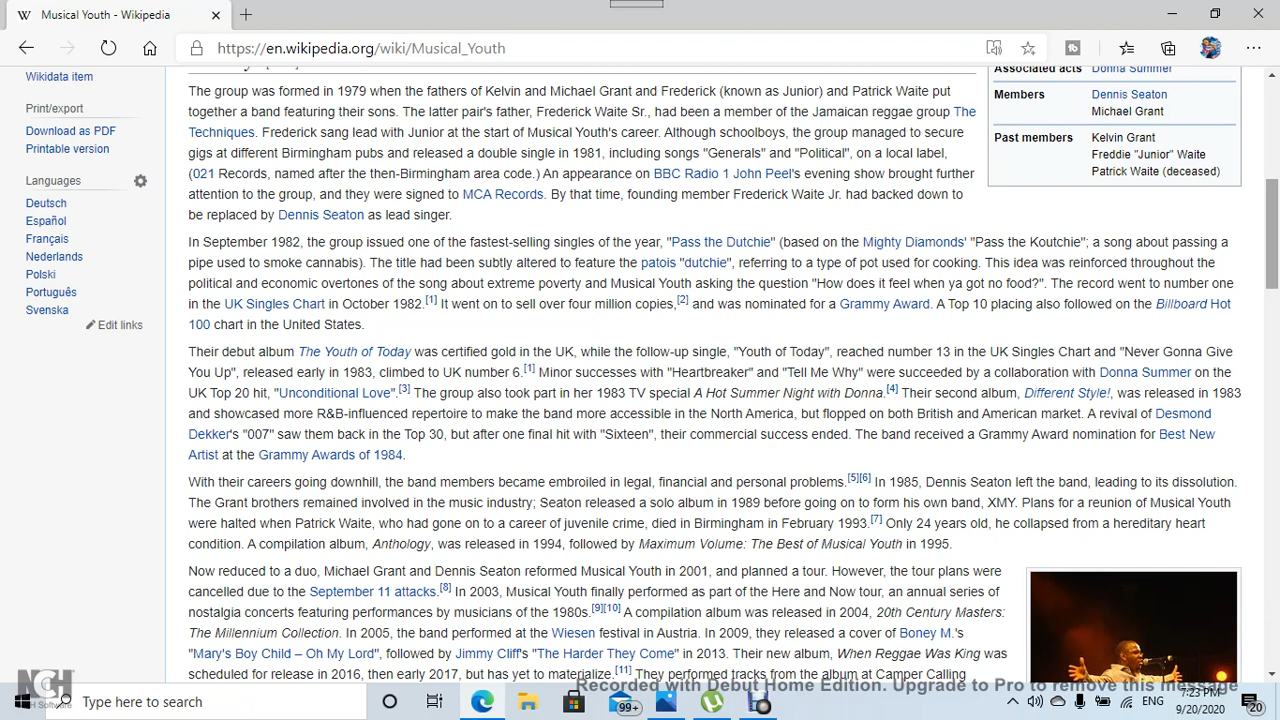 Musical Youth - Wikipedia
https://en.wikipedia.org/wiki/Musical_Youth
Wikidata item
Print/export
Download as PDF
Printable version
Languages
Deutsch
Español
Français
Nederlands
Polski
Português
Svenska
Edit links
The group was formed in 1979 when the fathers of Kelvin and Michael Grant and Frederick (known as Junior) and Patrick Waite put
together a band featuring their sons. The latter pair's father, Frederick Waite Sr., had been a member of the Jamaican reggae group The
Techniques. Frederick sang lead with Junior at the start of Musical Youth's career. Although schoolboys, the group managed to secure
gigs at different Birmingham pubs and released a double single in 1981, including songs "Generals" and "Political", on a local label,
(021 Records, named after the then-Birmingham area code.) An appearance on BBC Radio 1 John Peel's evening show brought further
attention to the group, and they were signed to MCA Records. By that time, founding member Frederick Waite Jr. had backed down to
be replaced by Dennis Seaton as lead singer.
Associated acts Donna Summer
Members Dennis Seaton
Michael Grant
Past members Kelvin Grant
Freddie "Junior" Waite
Patrick Waite (deceased)
In September 1982, the group issued one of the fastest-selling singles of the year, "Pass the Dutchie" (based on the Mighty Diamonds' "Pass the Koutchie"; a song about passing a
pipe used to smoke cannabis). The title had been subtly altered to feature the patois "dutchie", referring to a type of pot used for cooking. This idea was reinforced throughout the
political and economic overtones of the song about extreme poverty and Musical Youth asking the question "How does it feel when ya got no food?". The record went to number one
in the UK Singles Chart in October 1982.[1] It went on to sell over four million copies,[2] and was nominated for a Grammy Award. A Top 10 placing also followed on the Billboard Hot
100 chart in the United States.
Their debut album The Youth of Today was certified gold in the UK, while the follow-up single, "Youth of Today", reached number 13 in the UK Singles Chart and "Never Gonna Give
You Up", released early in 1983, climbed to UK number 6.[1] Minor successes with "Heartbreaker" and "Tell Me Why" were succeeded by a collaboration with Donna Summer on the
UK Top 20 hit, "Unconditional Love".[3] The group also took part in her 1983 TV special A Hot Summer Night with Donna.[4] Their second album, Different Style!, was released in 1983
and showcased more R&B-influenced repertoire to make the band more accessible in the North America, but flopped on both British and American market. A revival of Desmond
Dekker's "007" saw them back in the Top 30, but after one final hit with "Sixteen", their commercial success ended. The band received a Grammy Award nomination for Best New
Artist at the Grammy Awards of 1984.
With their careers going downhill, the band members became embroiled in legal, financial and personal problems.[5][6] In 1985, Dennis Seaton left the band, leading to its dissolution.
The Grant brothers remained involved in the music industry; Seaton released a solo album in 1989 before going on to form his own band, XMY. Plans for a reunion of Musical Youth
were halted when Patrick Waite, who had gone on to a career of juvenile crime, died in Birmingham in February 1993.[7] Only 24 years old, he collapsed from a hereditary heart
condition. A compilation album, Anthology, was released in 1994, followed by Maximum Volume: The Best of Musical Youth in 1995.
Now reduced to a duo, Michael Grant and Dennis Seaton reformed Musical Youth in 2001, and planned a tour. However, the tour plans were
cancelled due to the September 11 attacks.[8] In 2003, Musical Youth finally performed as part of the Here and Now tour, an annual series of
nostalgia concerts featuring performances by musicians of the 1980s.[9][10] A compilation album was released in 2004, 20th Century Masters:
The Millennium Collection. In 2005, the band performed at the Wiesen festival in Austria. In 2009, they released a cover of Boney M.'s
"Mary's Boy Child – Oh My Lord", followed by Jimmy Cliff's "The Harder They Come" in 2013. Their new album, When Reggae Was King was
scheduled for release in 2016, then early 2017, but has yet to materialize.[11] They performed tracks from the album at Camper Calling
Recorded with Debut Home Edition. Upgrade to Pro to remove this message
NCH Software
Type here to search
99+
ENG
7:23 PM
9/20/2020
20